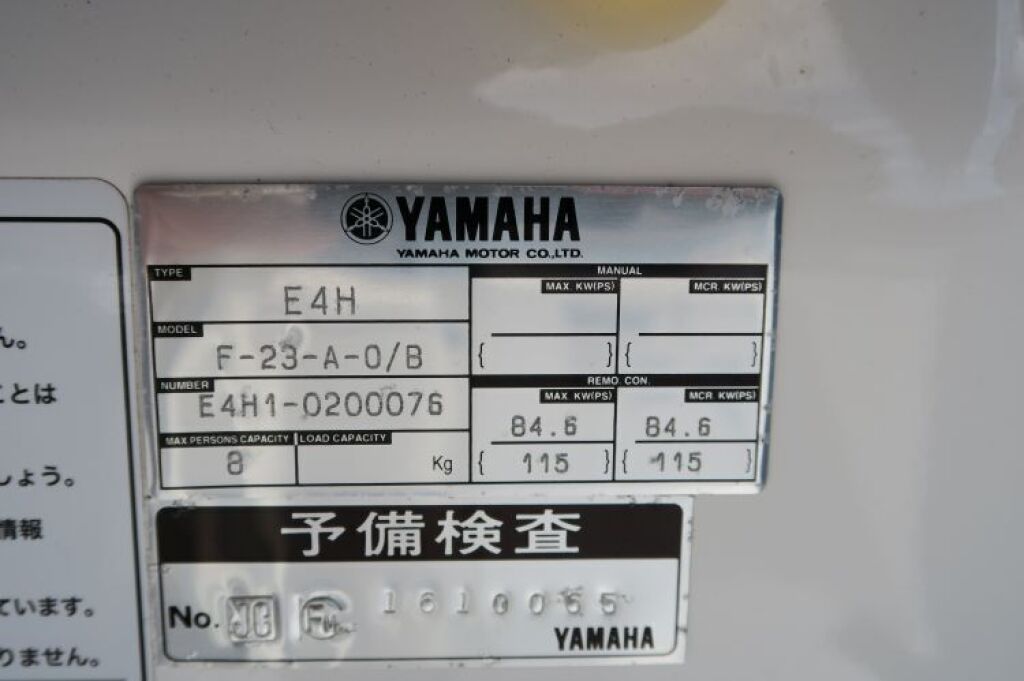 YAMAHA
YAMAHA MOTOR CO.,LTD.
TYPE
E4H
MODEL
F-23-A-0/B
NUMBER
E4H1-0200076
MAX PERSONS CAPACITY
8
LOAD CAPACITY
Kg
MANUAL
MAX. KW(PS)
MCR. KW(PS)
{ }
{ }
REMO. CON.
MAX. KW(PS)
MCR. KW(PS)
84.6
84.6
{ 115 }
{ 115 }
予備検査
No. JG
YAMAHA
ん。
ことは
しょう。
情報
ています。
りません。